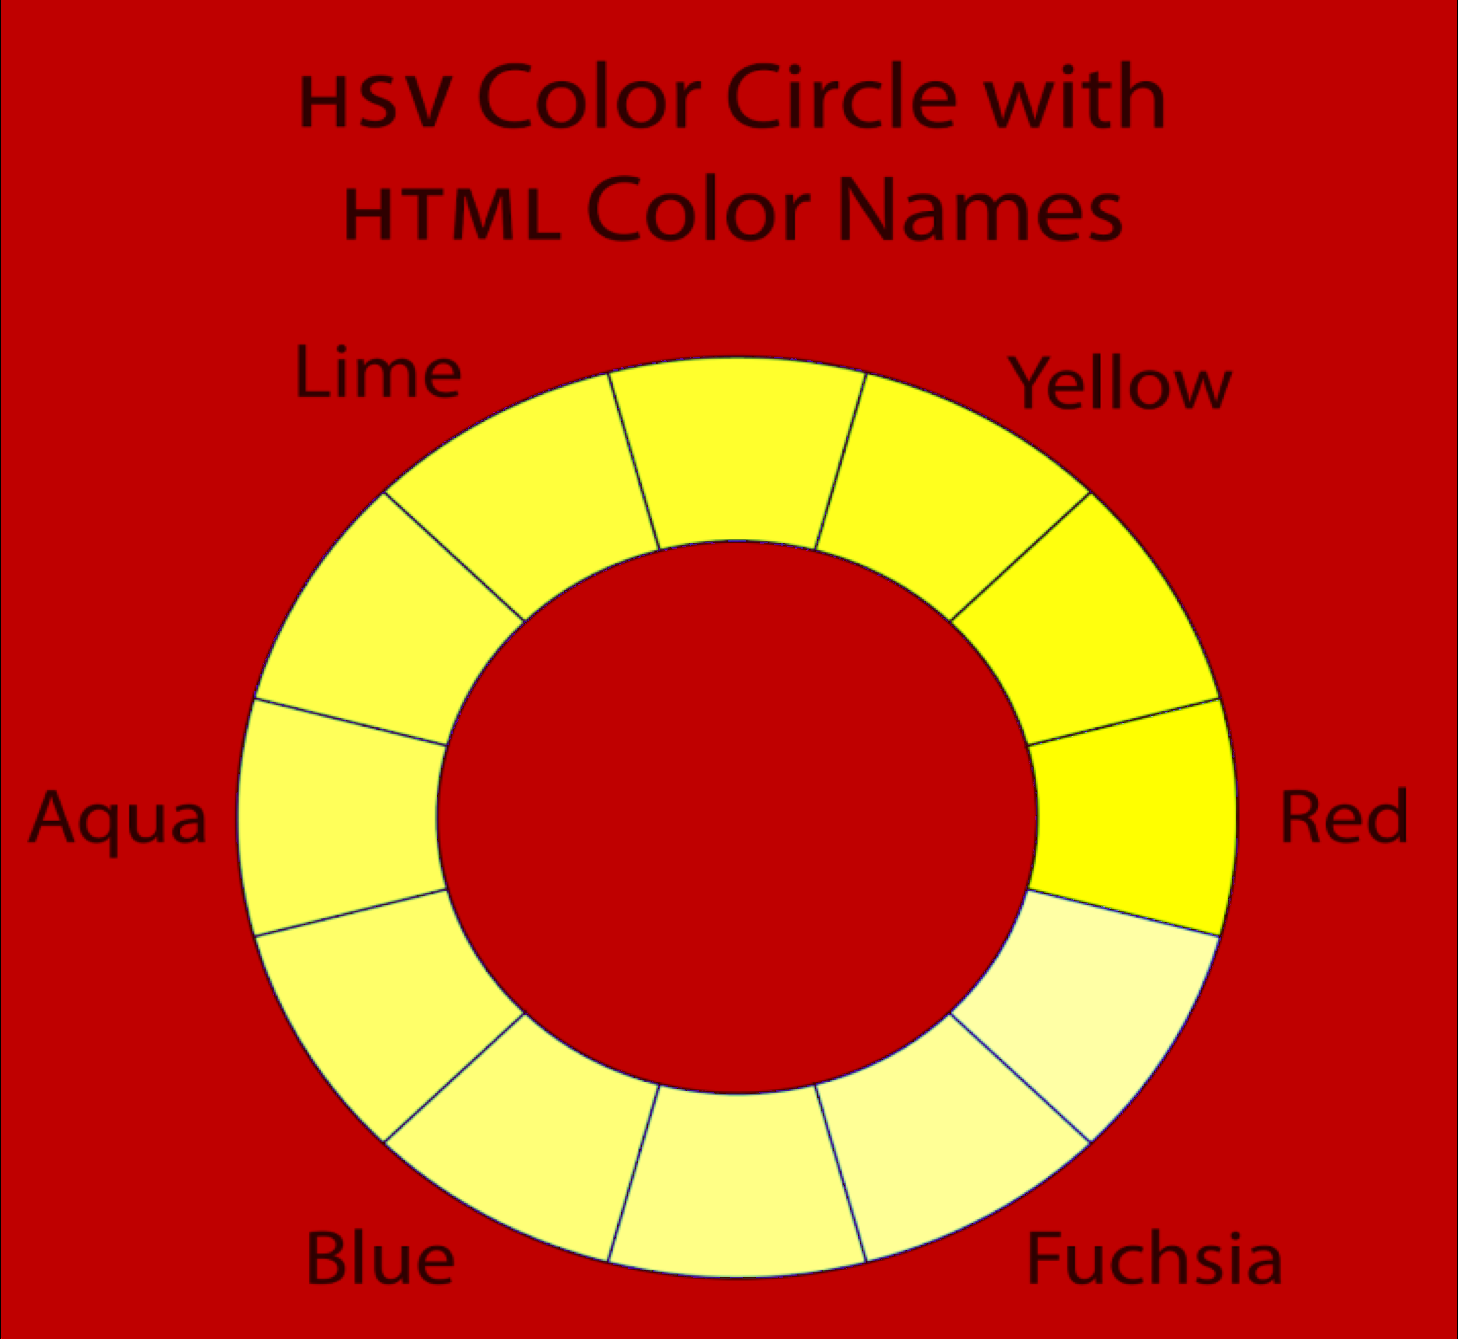 HSV Color Circle with
HTML Color Names
Lime
Yellow
Aqua
Red
Blue
Fuchsia